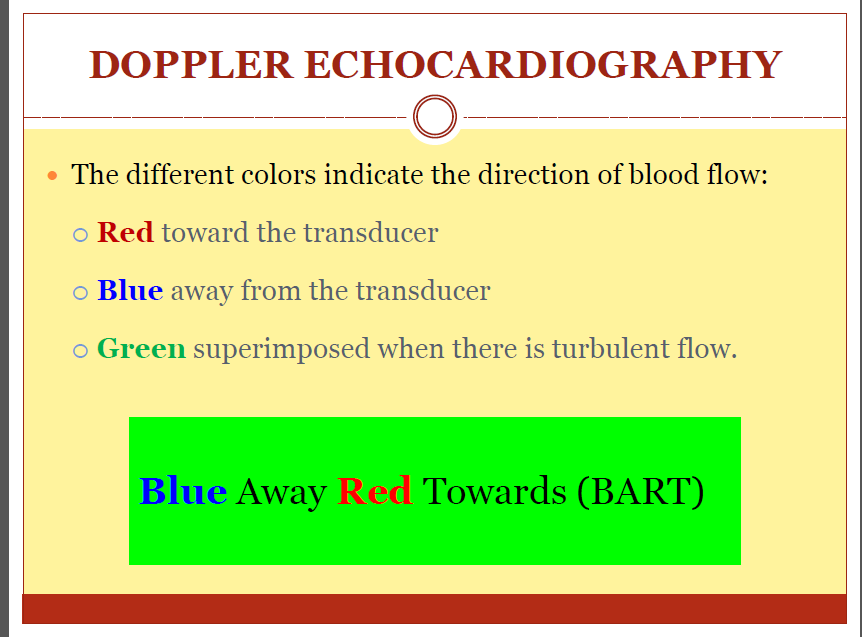 DOPPLER ECHOCARDIOGRAPHY
The different colors indicate the direction of blood flow:
Red toward the transducer
Blue away from the transducer
Green superimposed when there is turbulent flow.
Blue Away Red Towards (BART)